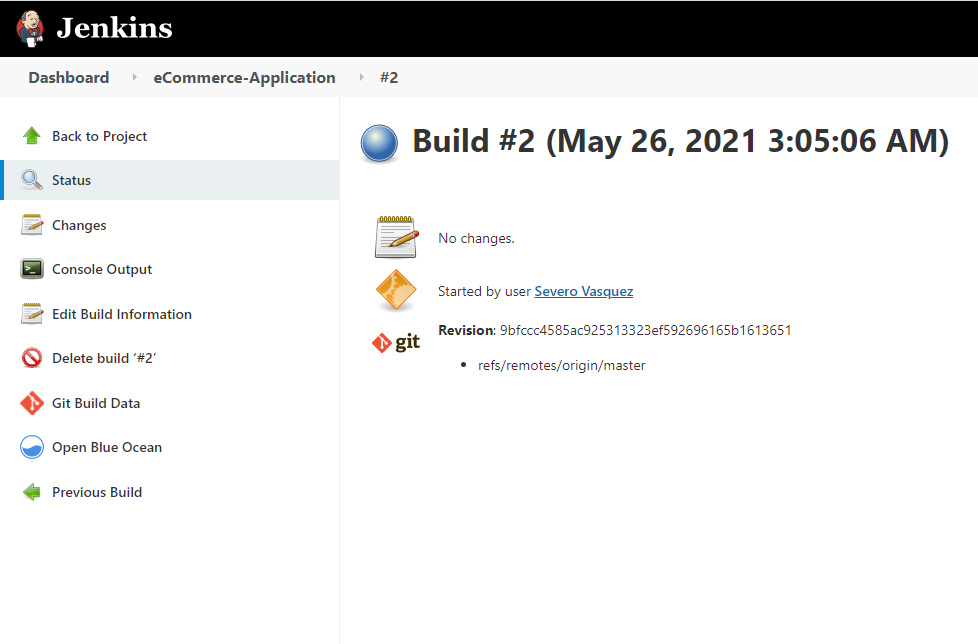 Jenkins
Dashboard
eCommerce-Application
#2
Back to Project
Status
Changes
Console Output
Edit Build Information
Delete build ‘#2’
Git Build Data
Open Blue Ocean
Previous Build
Build #2 (May 26, 2021 3:05:06 AM)
No changes.
Started by user Severo Vasquez
git
Revision: 9bfccc4585ac925313323ef592696165b1613651
refs/remotes/origin/master